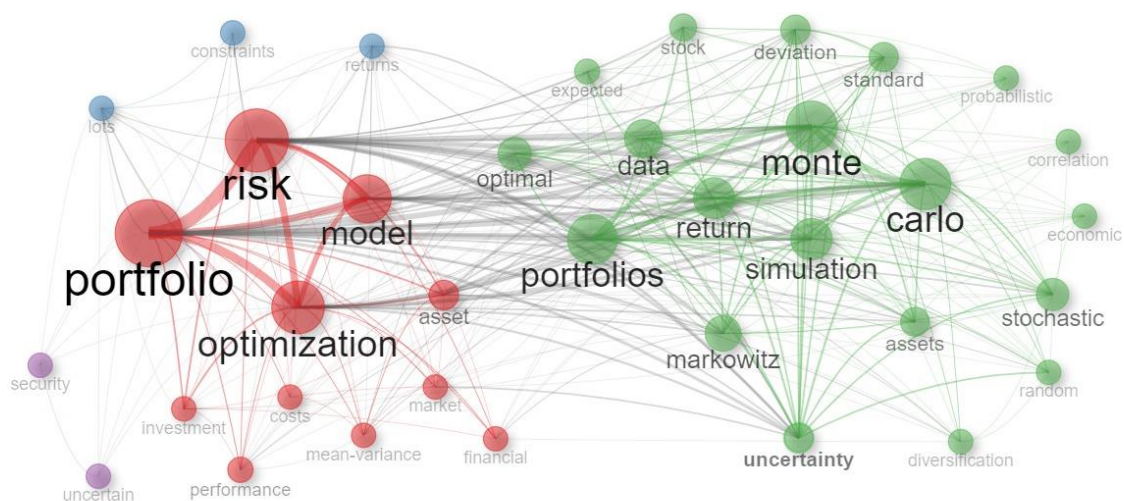 stock
deviation
constraints
returns
standard
expected
probabilistic
lots
data
monte
correlation
optimal
risk
model
return
carlo
economic
portfolio
portfolios
simulation
asset
stochastic
optimization
markowitz
assets
security
random
market
costs
investment
mean-variance
financial
uncertainty
diversification
uncertain
performance